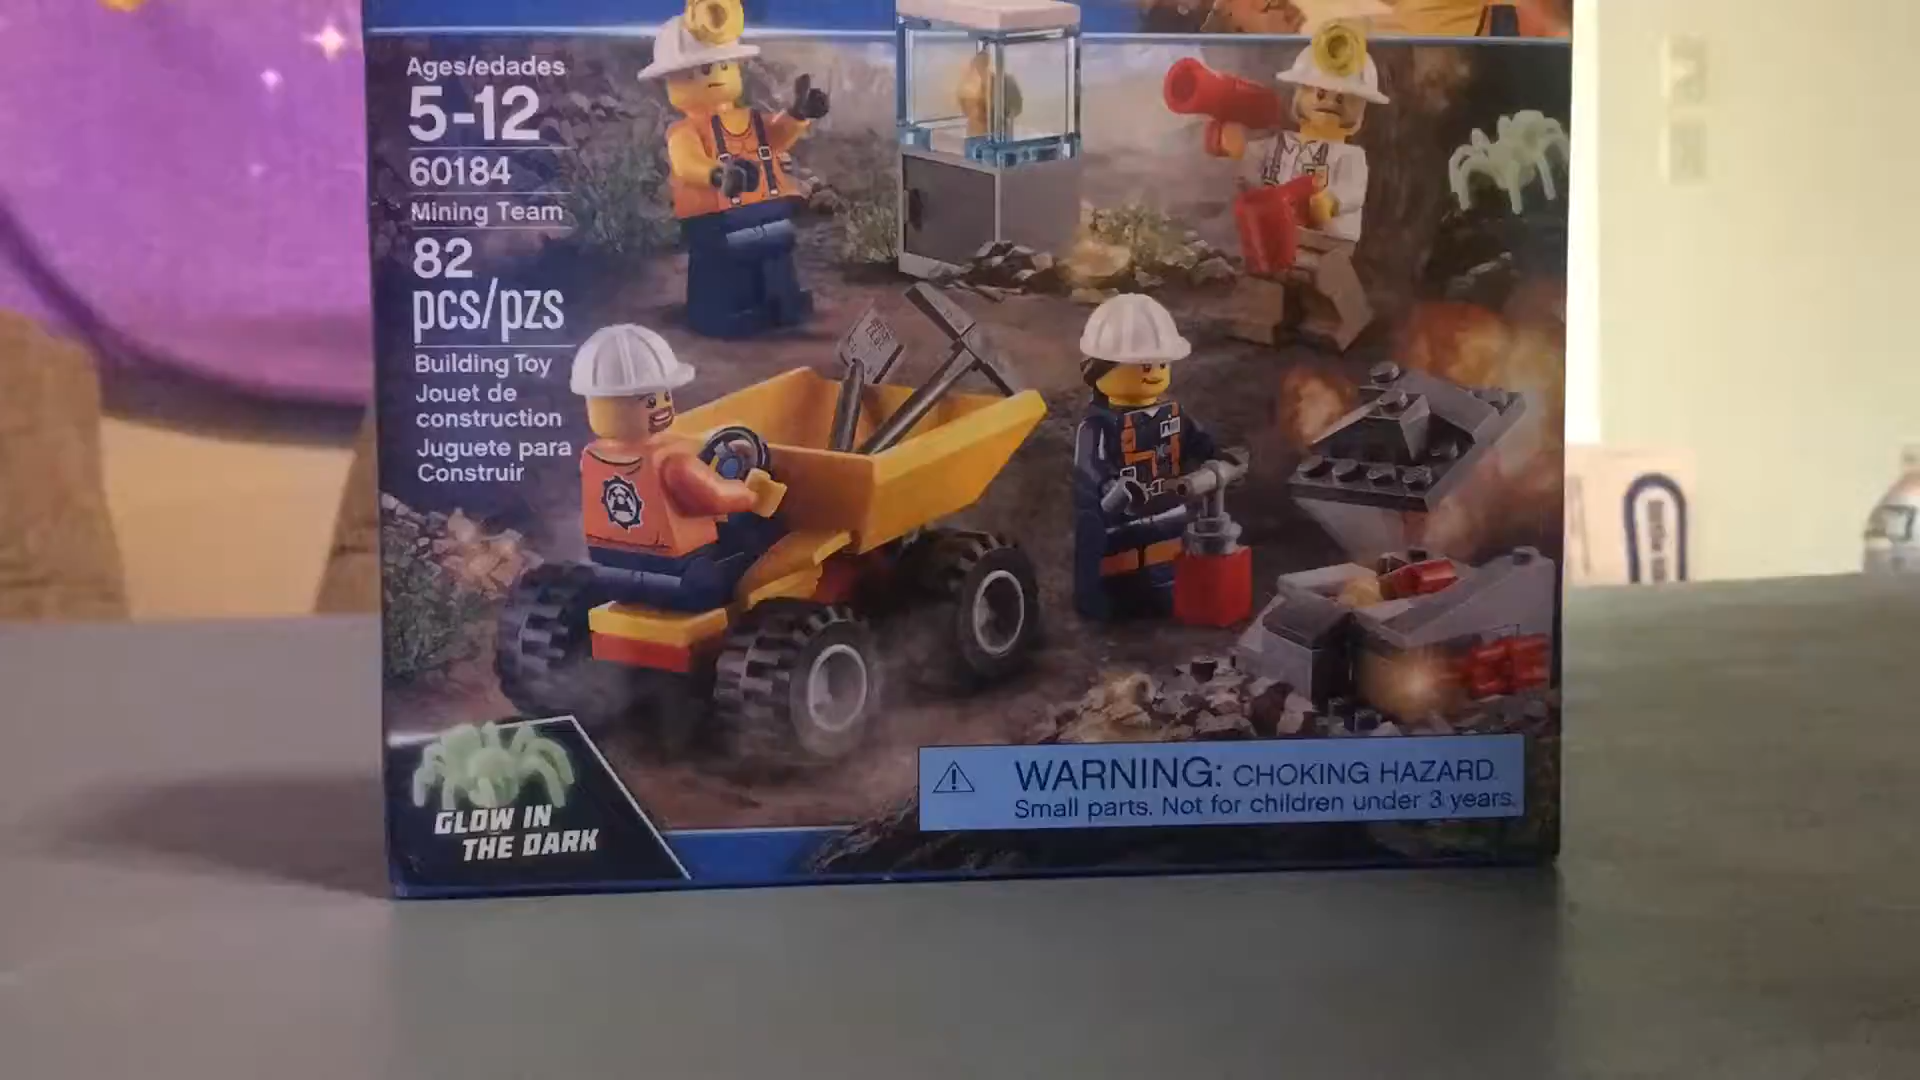 Ages/edades
5-12
60184
Mining Team
82
pcs/pzs
Building Toy
Jouet de
construction
Juguete para
Construir
GLOW IN
THE DARK
WARNING: CHOKING HAZARD.
Small parts. Not for children under 3 years.